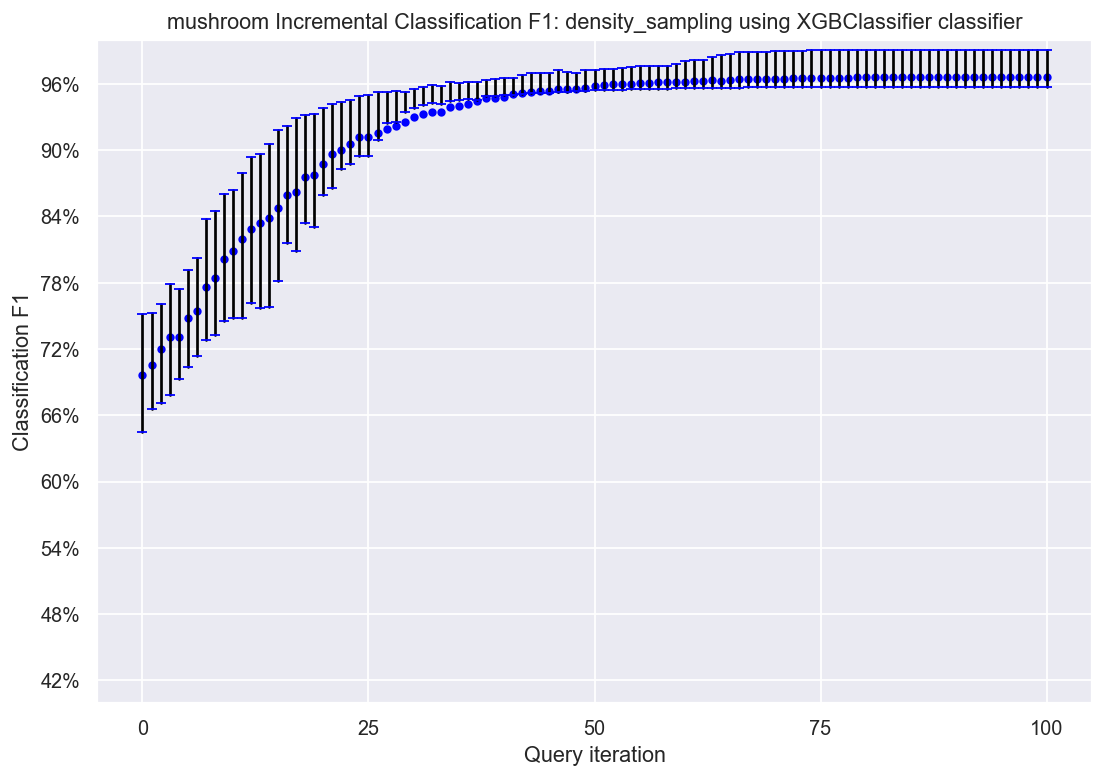 mushroom Incremental Classification F1: density_sampling using XGBClassifier classifier
Classification F1
96%
90%
84%
78%
72%
66%
60%
54%
48%
42%
0 25 50 75 100
Query iteration